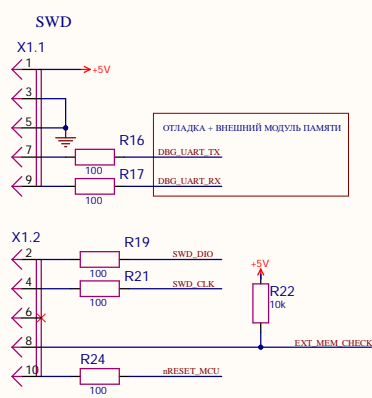 SWD
X1.1
1
+5V
3
5
ОТЛАДКА + ВНЕШНИЙ МОДУЛЬ ПАМЯТИ
R16
7
DBG_UART_TX
100
R17
9
DBG_UART_RX
100
X1.2
R19
2
SWD_DIO
100
+5V
R21
4
SWD_CLK
100
R22
10k
6
8
EXT_MEM_CHECK
R24
10
nRESET_MCU
100